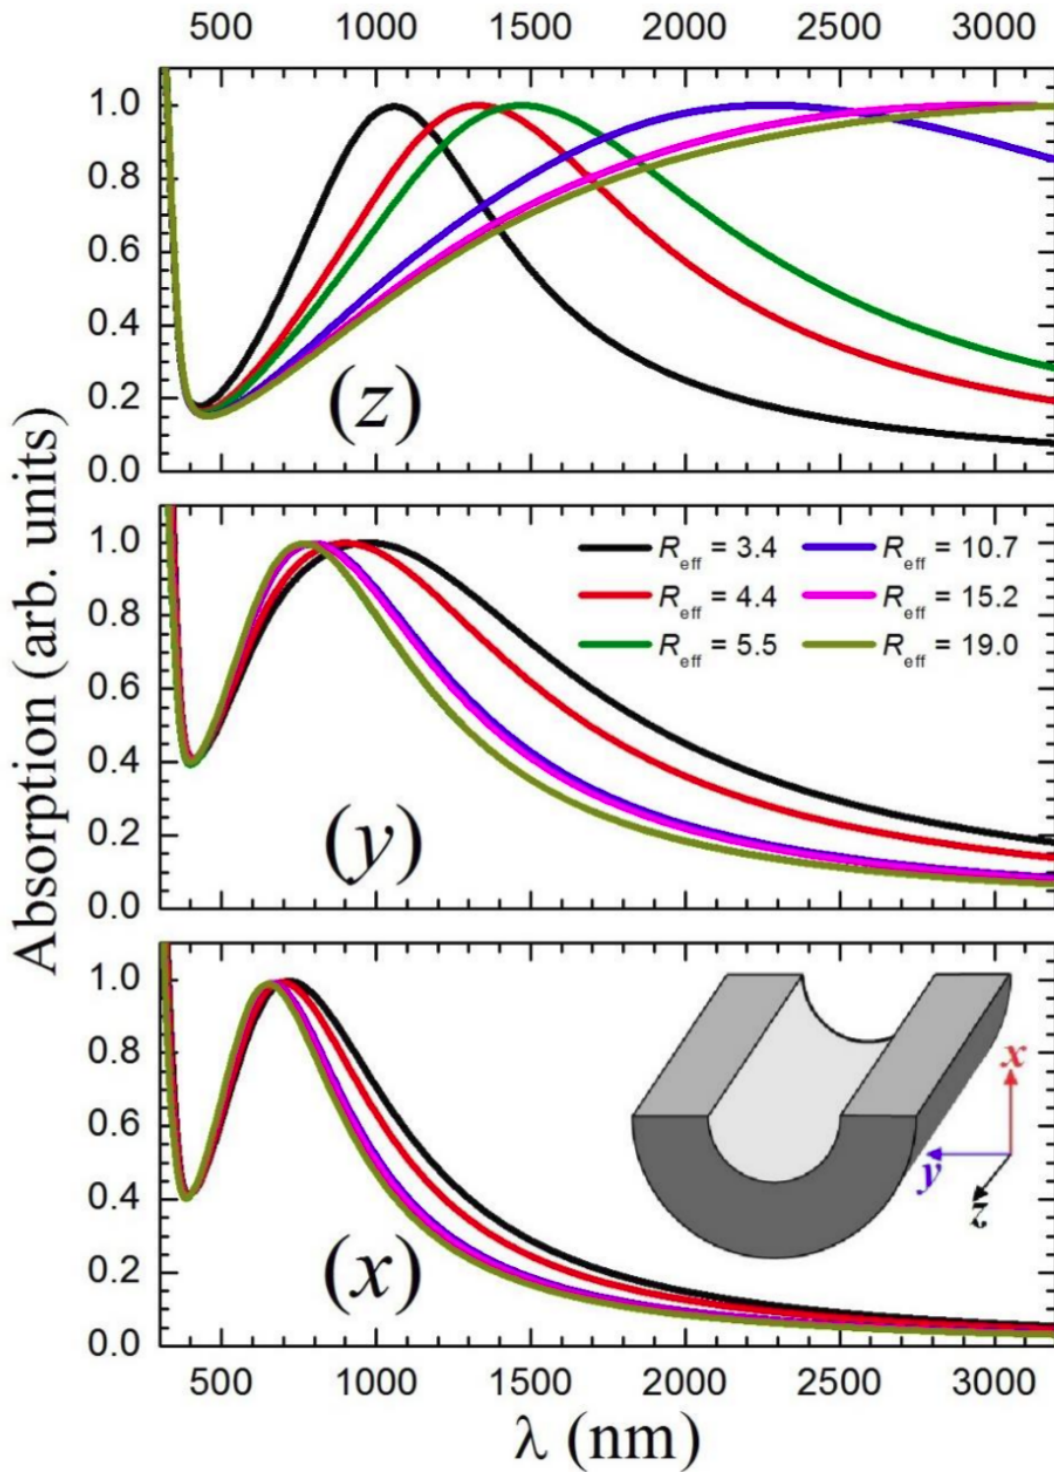 500 1000 1500 2000 2500 3000
1.0
0.8
0.6
0.4
0.2
0.0
(z)
Absorption (arb. units)
1.0
0.8
0.6
0.4
0.2
0.0
R_eff = 3.4 R_eff = 10.7
R_eff = 4.4 R_eff = 15.2
R_eff = 5.5 R_eff = 19.0
(y)
1.0
0.8
0.6
0.4
0.2
0.0
x
y
z
(x)
500 1000 1500 2000 2500 3000
λ (nm)